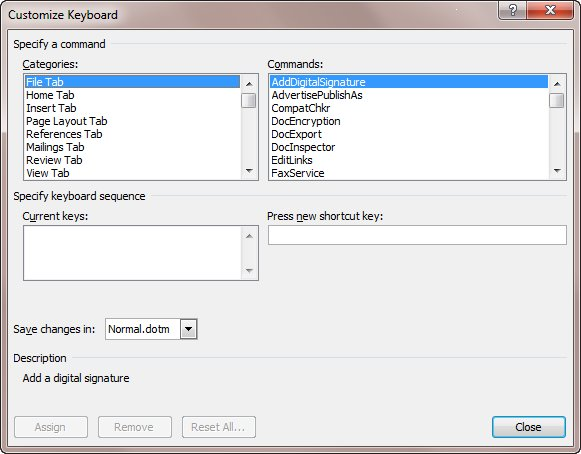 Customize Keyboard
Specify a command
Categories:
Commands:
File Tab
Home Tab
Insert Tab
Page Layout Tab
References Tab
Mailings Tab
Review Tab
View Tab
AddDigitalSignature
AdvertisePublishAs
CompatChkr
DocEncryption
DocExport
DocInspector
EditLinks
FaxService
Specify keyboard sequence
Current keys:
Press new shortcut key:
Save changes in: Normal.dotm
Description
Add a digital signature
Assign Remove Reset All... Close